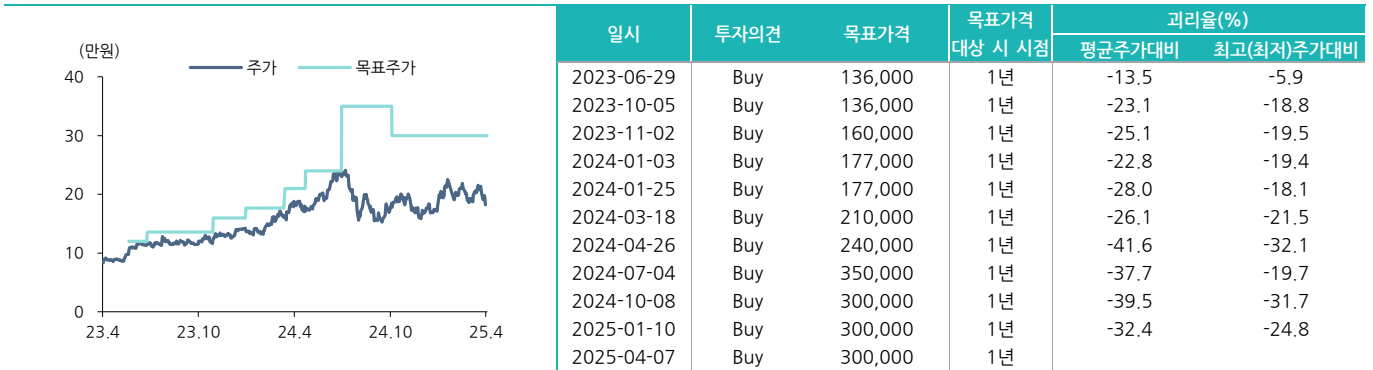 (만원)
주가 목표주가
40
30
20
10
0
23.4 23.10 24.4 24.10 25.4
일시 투자의견 목표가격 목표가격 대상 시 시점 괴리율(%)
평균주가대비 최고(최저)주가대비
2023-06-29 Buy 136,000 1년 -13.5 -5.9
2023-10-05 Buy 136,000 1년 -23.1 -18.8
2023-11-02 Buy 160,000 1년 -25.1 -19.5
2024-01-03 Buy 177,000 1년 -22.8 -19.4
2024-01-25 Buy 177,000 1년 -28.0 -18.1
2024-03-18 Buy 210,000 1년 -26.1 -21.5
2024-04-26 Buy 240,000 1년 -41.6 -32.1
2024-07-04 Buy 350,000 1년 -37.7 -19.7
2024-10-08 Buy 300,000 1년 -39.5 -31.7
2025-01-10 Buy 300,000 1년 -32.4 -24.8
2025-04-07 Buy 300,000 1년